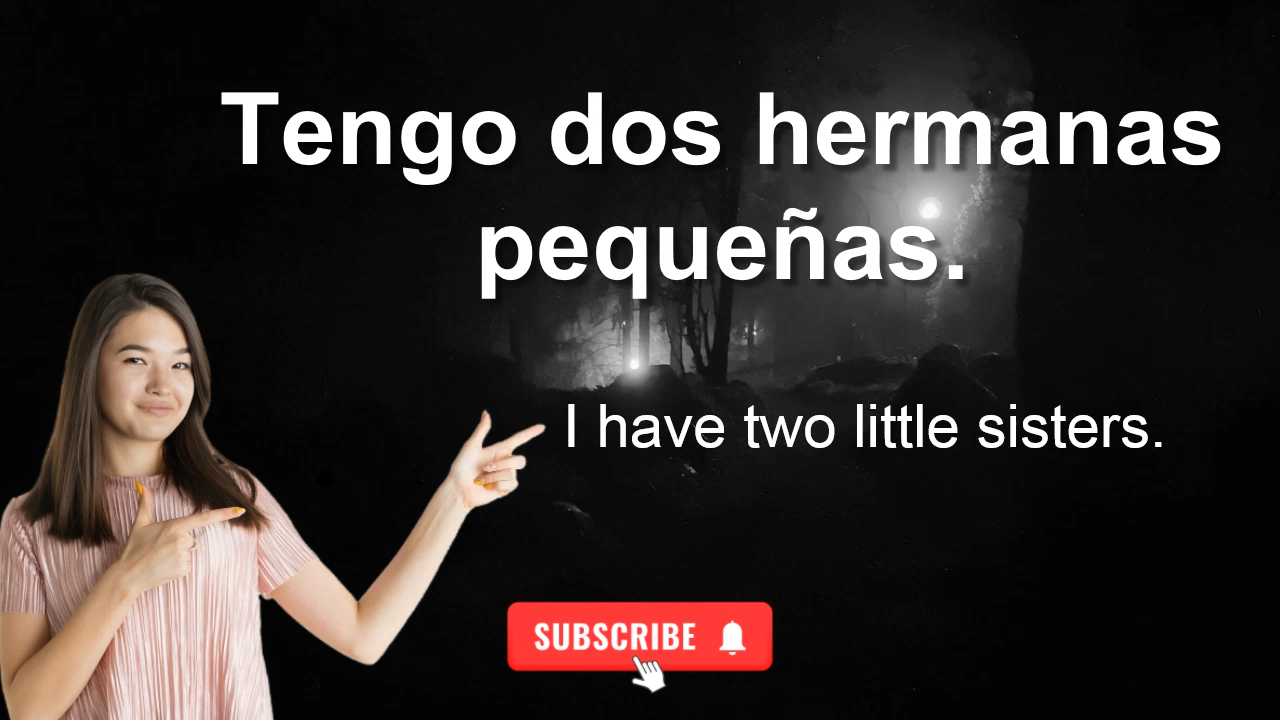 Tengo dos hermanas
pequeñas.
I have two little sisters.
SUBSCRIBE